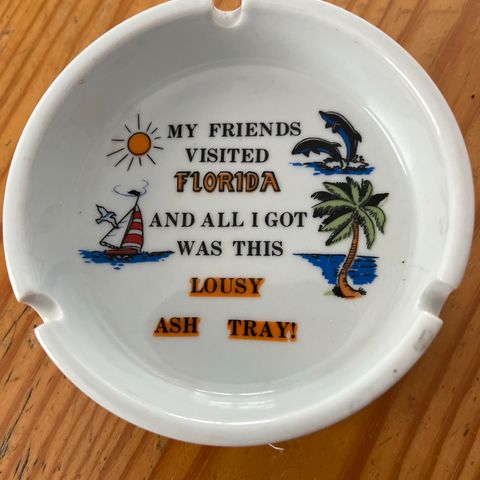 MY FRIENDS
VISITED
FLORIDA
AND ALL I GOT
WAS THIS
LOUSY
ASH TRAY!